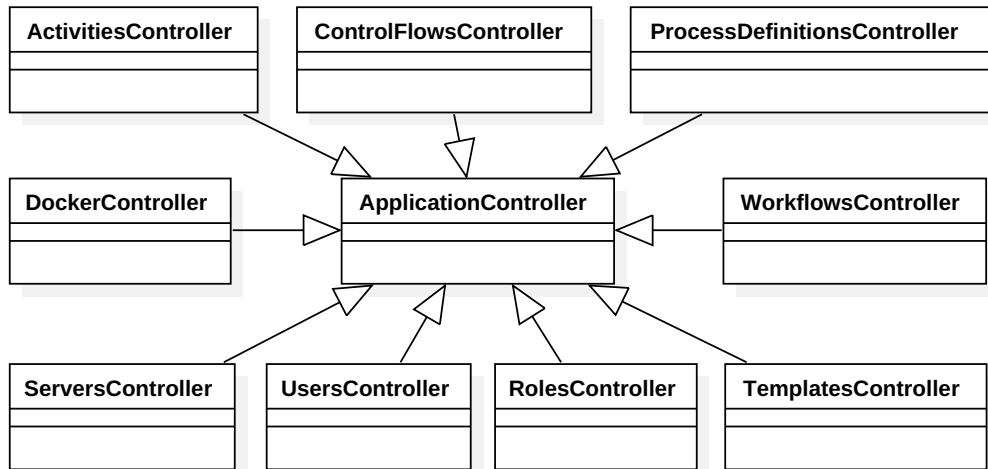 ActivitiesController
ControlFlowsController
ProcessDefinitionsController
DockerController
ApplicationController
WorkflowsController
ServersController
UsersController
RolesController
TemplatesController